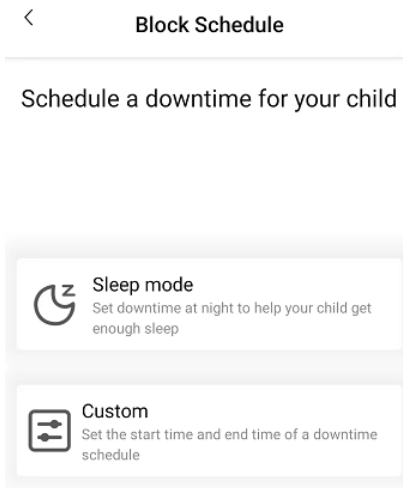 Block Schedule
Schedule a downtime for your child
Sleep mode
Set downtime at night to help your child get
enough sleep
Custom
Set the start time and end time of a downtime
schedule